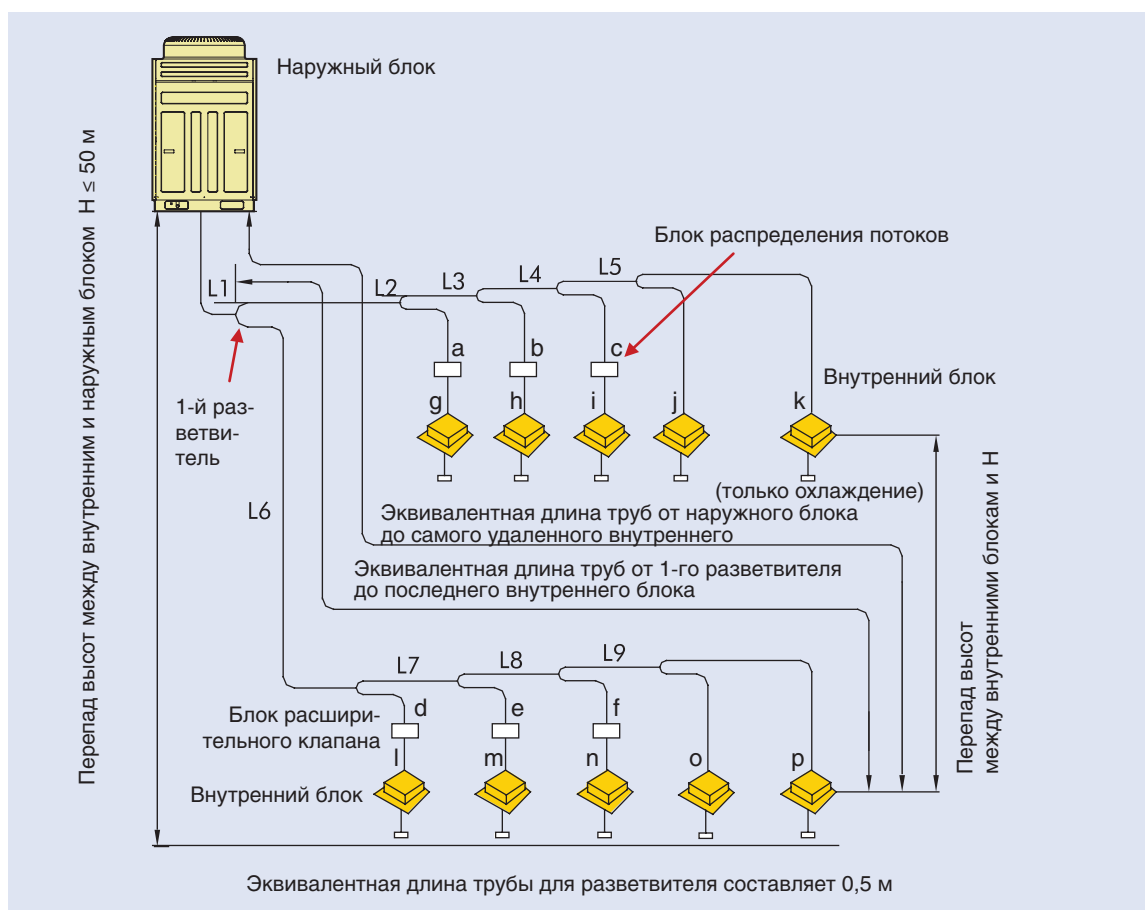 Наружный блок
Перепад высот между внутренним и наружным блоком H ≤ 50 м
Блок распределения потоков
L1
L2
L3
L4
L5
a
b
c
Внутренний блок
g
h
i
j
k
1-й раз-
ветви-
тель
(только охлаждение)
L6
Эквивалентная длина труб от наружного блока
до самого удаленного внутреннего
Эквивалентная длина труб от 1-го разветвителя
до последнего внутреннего блока
Перепад высот
между внутренними блокам и H
L7
L8
L9
Блок расшири-
тельного клапана
d
e
f
l
m
n
o
p
Внутренний блок
Эквивалентная длина трубы для разветвителя составляет 0,5 м